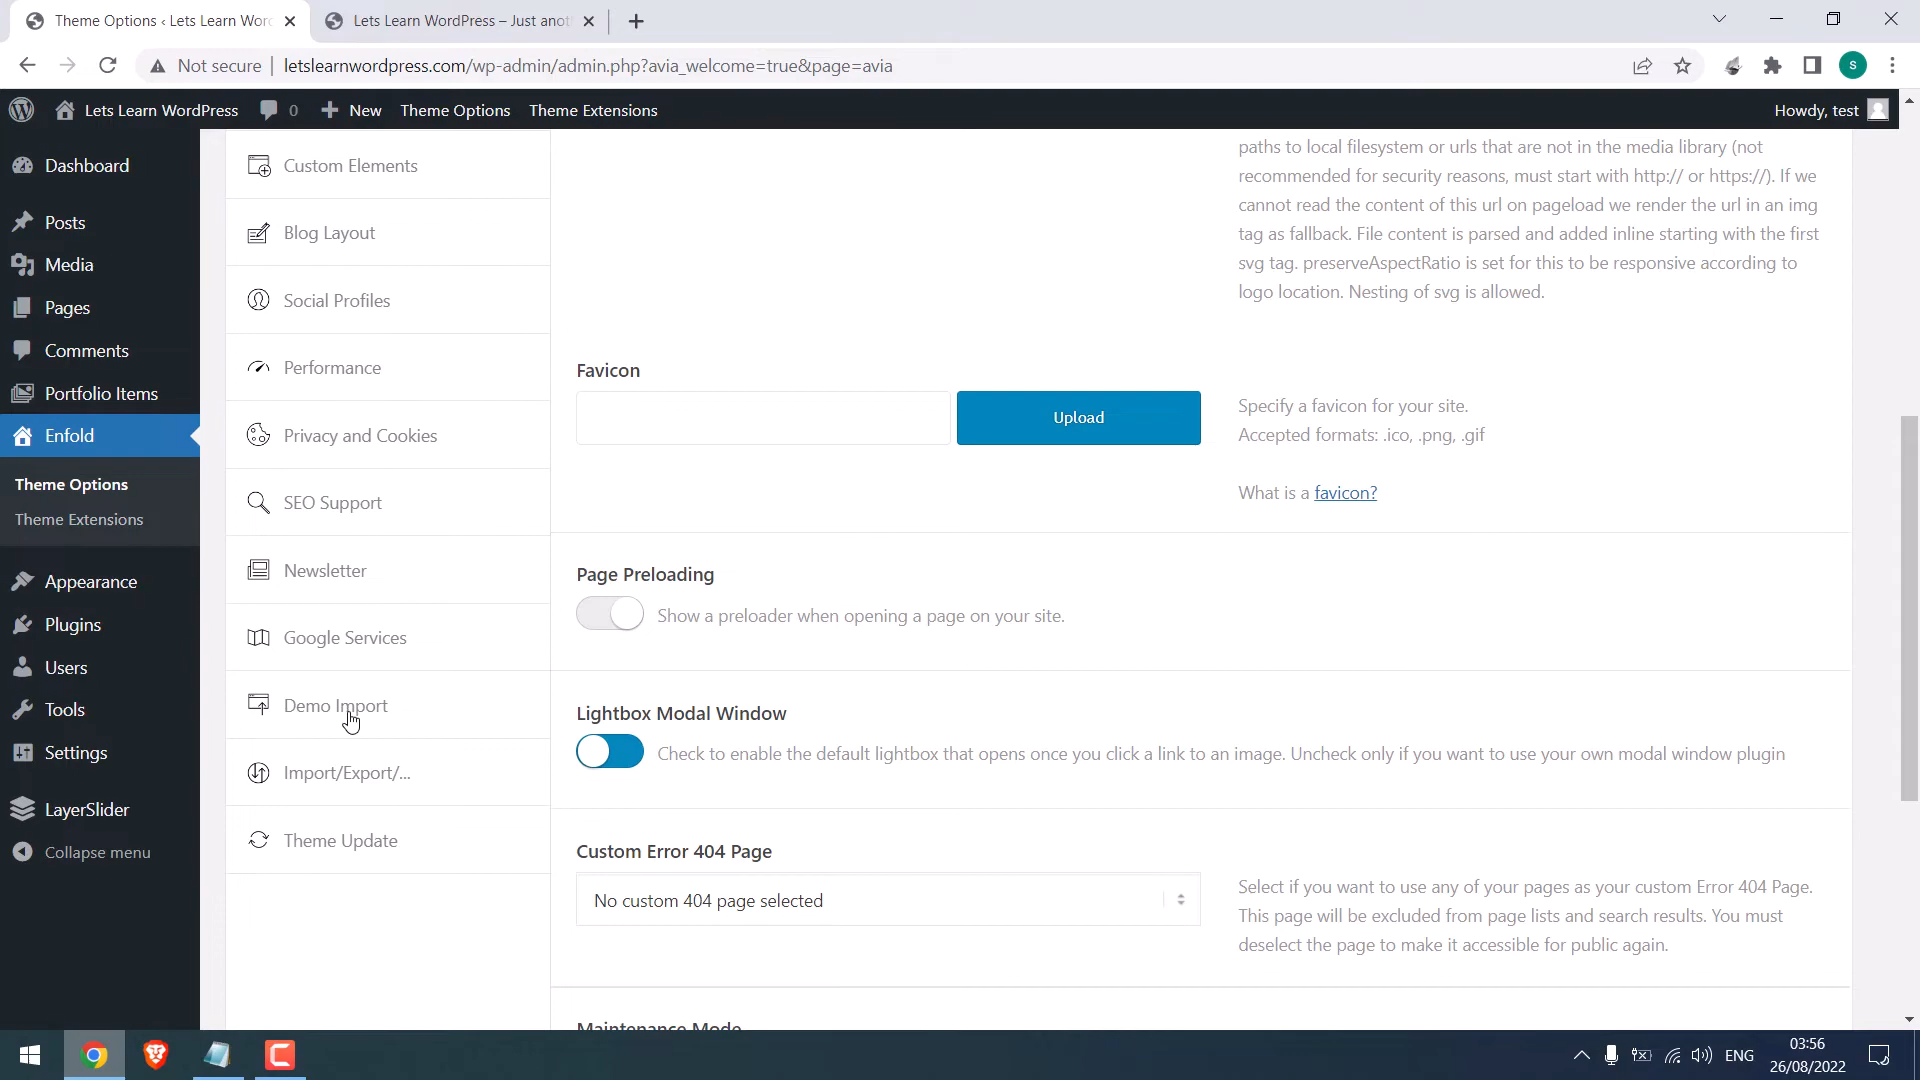 Theme Options ‹ Lets Learn Wor
Lets Learn WordPress – Just anot
Not secure
letslearnwordpress.com/wp-admin/admin.php?avia_welcome=true&page=avia
S
Lets Learn WordPress
0
New
Theme Options
Theme Extensions
Howdy, test
Dashboard
Posts
Media
Pages
Comments
Portfolio Items
Enfold
Theme Options
Theme Extensions
Appearance
Plugins
Users
Tools
Settings
LayerSlider
Collapse menu
Custom Elements
Blog Layout
Social Profiles
Performance
Privacy and Cookies
SEO Support
Newsletter
Google Services
Demo Import
Import/Export/...
Theme Update
paths to local filesystem or urls that are not in the media library (not
recommended for security reasons, must start with http:// or https://). If we
cannot read the content of this url on pageload we render the url in an img
tag as fallback. File content is parsed and added inline starting with the first
svg tag. preserveAspectRatio is set for this to be responsive according to
logo location. Nesting of svg is allowed.
Favicon
Upload
Specify a favicon for your site.
Accepted formats: .ico, .png, .gif
What is a favicon?
Page Preloading
Show a preloader when opening a page on your site.
Lightbox Modal Window
Check to enable the default lightbox that opens once you click a link to an image. Uncheck only if you want to use your own modal window plugin
Custom Error 404 Page
No custom 404 page selected
Select if you want to use any of your pages as your custom Error 404 Page.
This page will be excluded from page lists and search results. You must
deselect the page to make it accessible for public again.
Maintenance Mode
ENG
03:56
26/08/2022